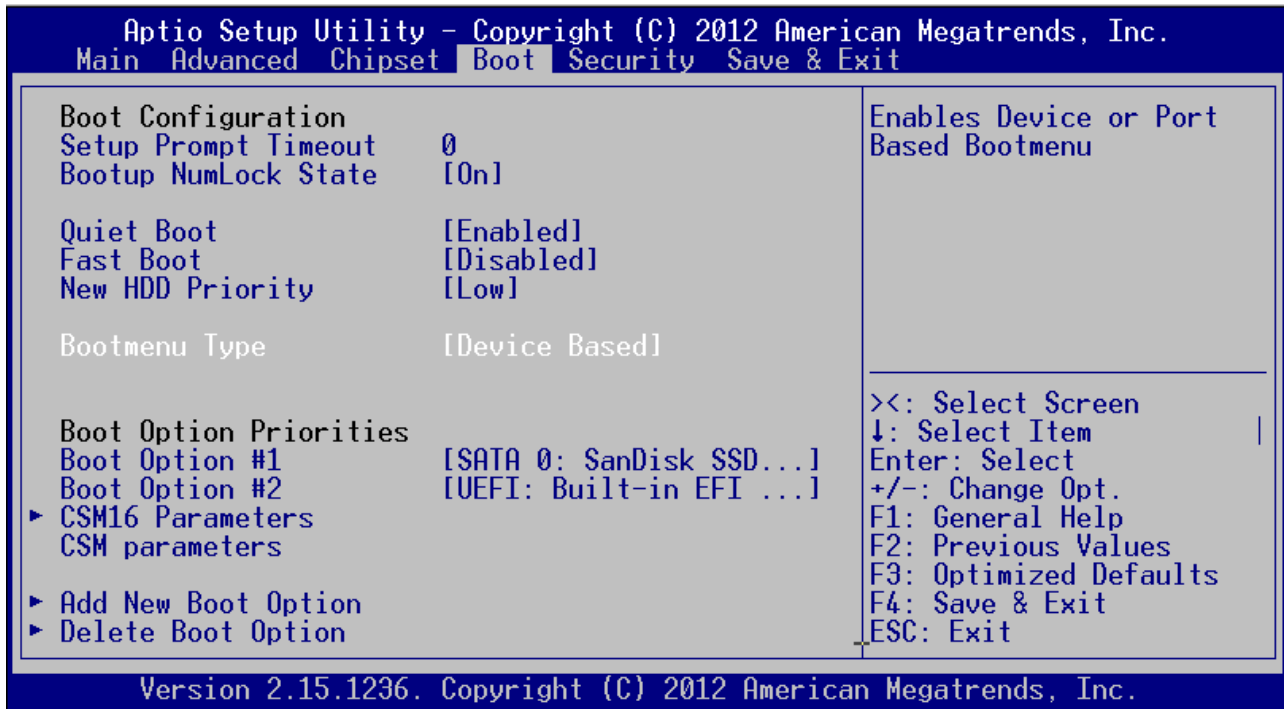 Aptio Setup Utility – Copyright (C) 2012 American Megatrends, Inc.
Main Advanced Chipset Boot Security Save & Exit
Boot Configuration
Setup Prompt Timeout 0
Bootup NumLock State [On]
Quiet Boot [Enabled]
Fast Boot [Disabled]
New HDD Priority [Low]
Bootmenu Type [Device Based]
Boot Option Priorities
Boot Option #1 [SATA 0: SanDisk SSD...]
Boot Option #2 [UEFI: Built-in EFI ...]
► CSM16 Parameters
CSM parameters
► Add New Boot Option
► Delete Boot Option
Enables Device or Port
Based Bootmenu
><: Select Screen
↓: Select Item
Enter: Select
+/-: Change Opt.
F1: General Help
F2: Previous Values
F3: Optimized Defaults
F4: Save & Exit
ESC: Exit
Version 2.15.1236. Copyright (C) 2012 American Megatrends, Inc.